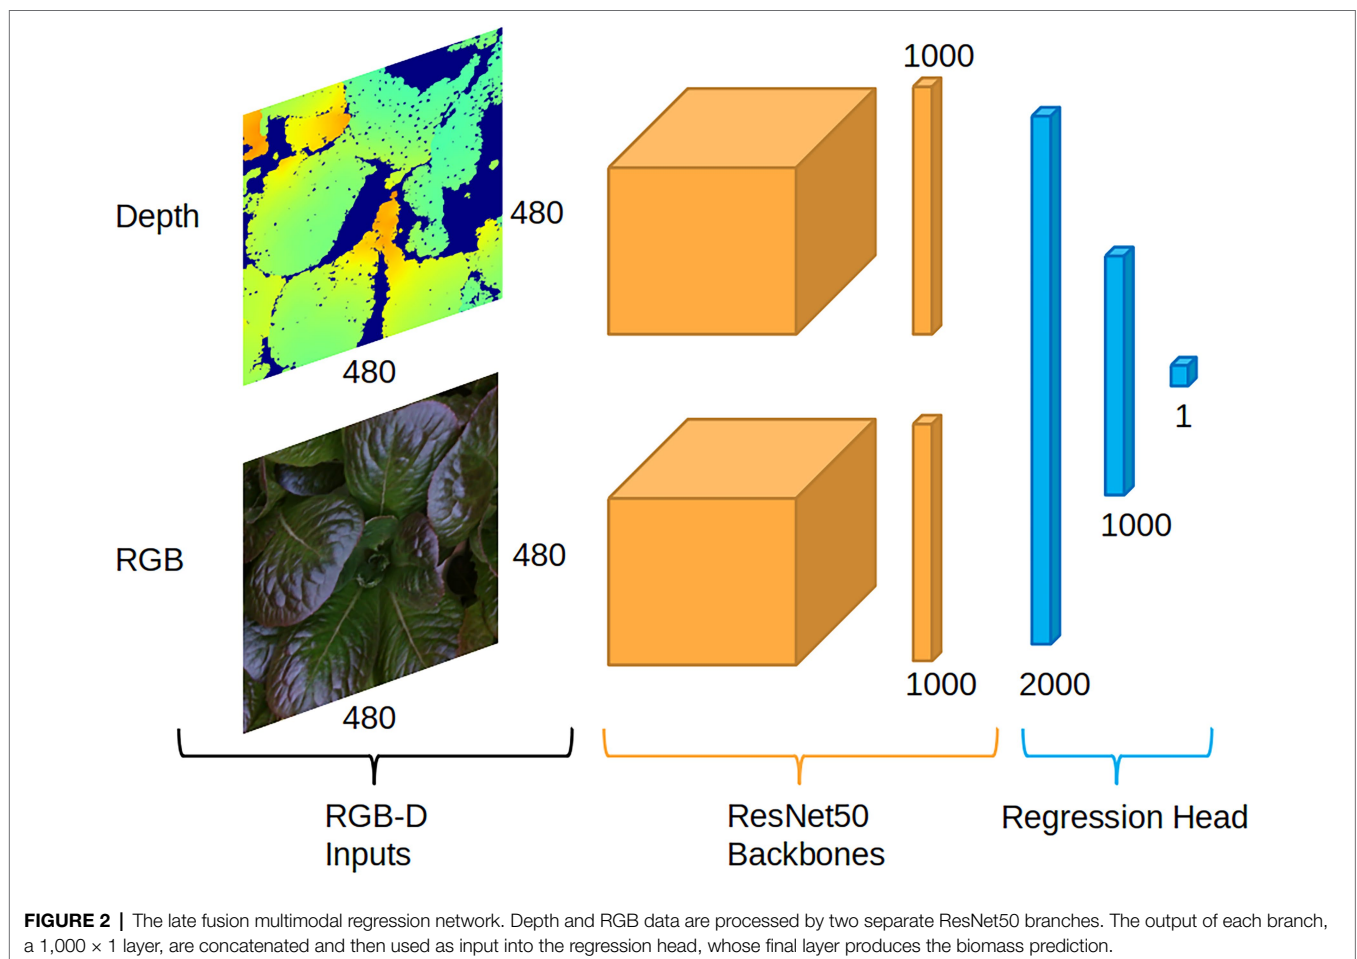 1000
Depth
480
480
RGB
480
480
1
1000
1000
2000
RGB-D
Inputs
ResNet50
Backbones
Regression Head
FIGURE 2 | The late fusion multimodal regression network. Depth and RGB data are processed by two separate ResNet50 branches. The output of each branch,
a 1,000 × 1 layer, are concatenated and then used as input into the regression head, whose final layer produces the biomass prediction.